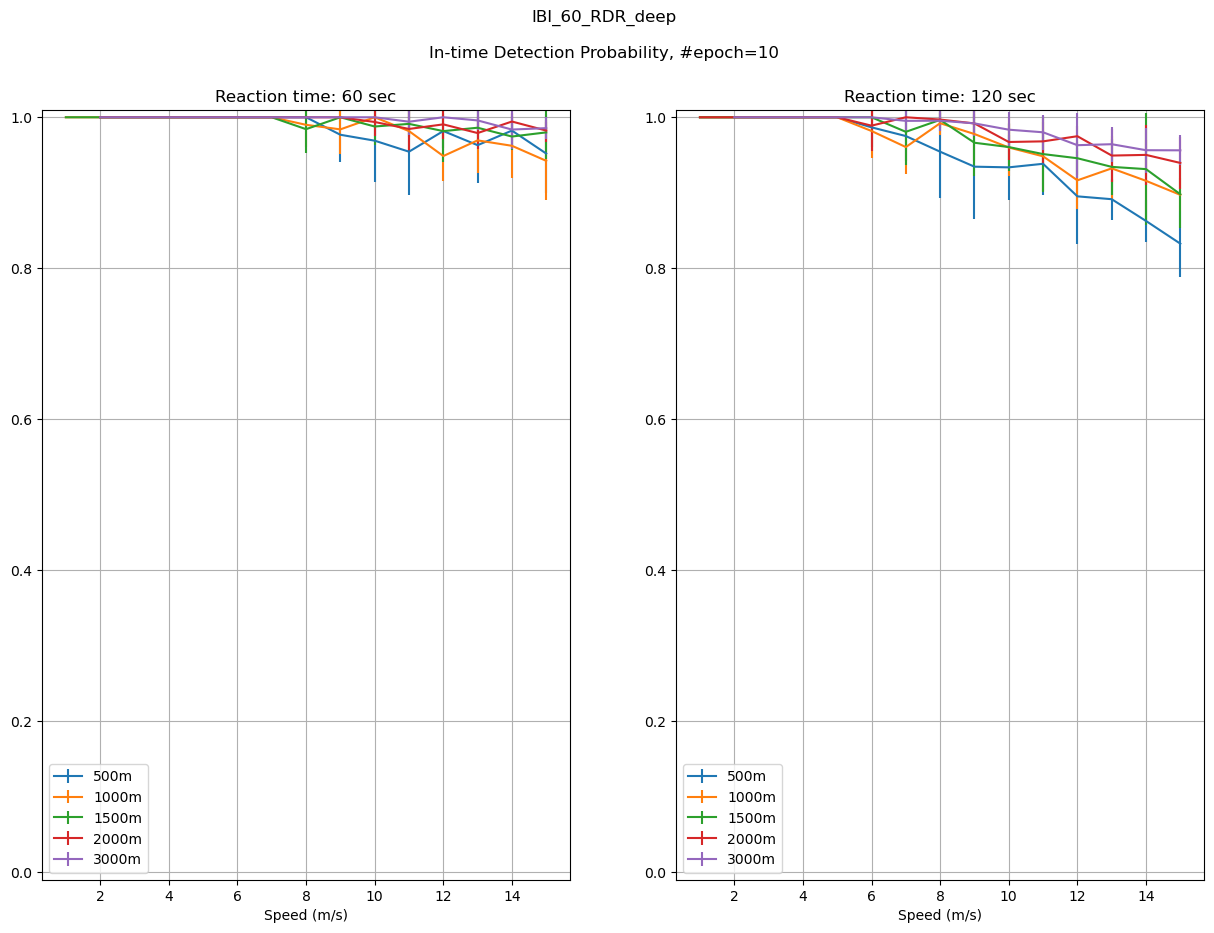 IBI_60_RDR_deep
In-time Detection Probability, #epoch=10
Reaction time: 60 sec
1.0
0.8
0.6
0.4
0.2
0.0
500m
1000m
1500m
2000m
3000m
2 4 6 8 10 12 14
Speed (m/s)
Reaction time: 120 sec
1.0
0.8
0.6
0.4
0.2
0.0
500m
1000m
1500m
2000m
3000m
2 4 6 8 10 12 14
Speed (m/s)